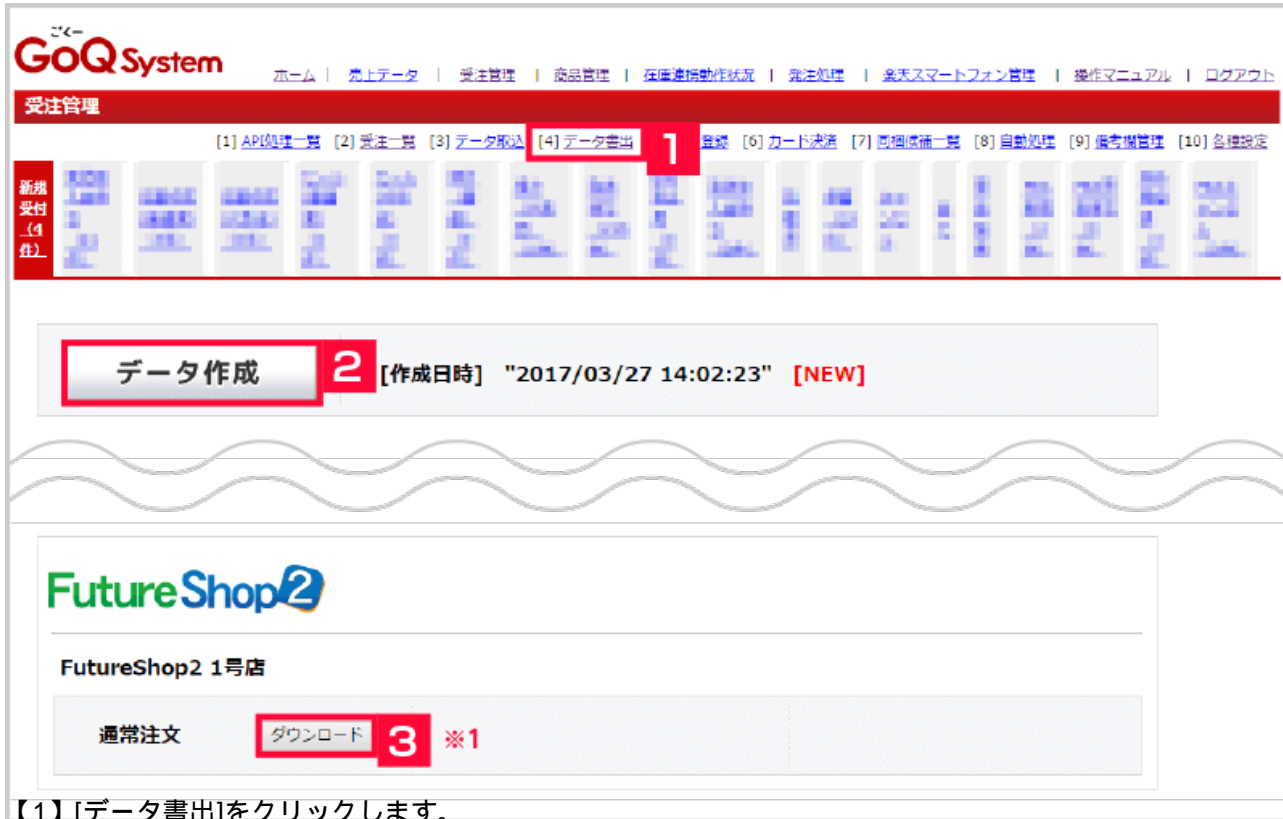 ごくー
GoQSystem
ホーム | 売上データ | 受注管理 | 商品管理 | 在庫連携動作状況 | 発注処理 | 楽天スマートフォン管理 | 操作マニュアル | ログアウト
受注管理
[1] API処理一覧 [2] 受注一覧 [3] データ取込 [4] データ書出 1 登録 [6] カード決済 [7] 同梱候補一覧 [8] 自動処理 [9] 備考欄管理 [10] 各種設定
新規
受付
(4
件)
データ作成 2 [作成日時] "2017/03/27 14:02:23" [NEW]
FutureShop2
FutureShop2 1号店
通常注文 ダウンロード 3 ※1
【1】[データ書出]をクリックします。